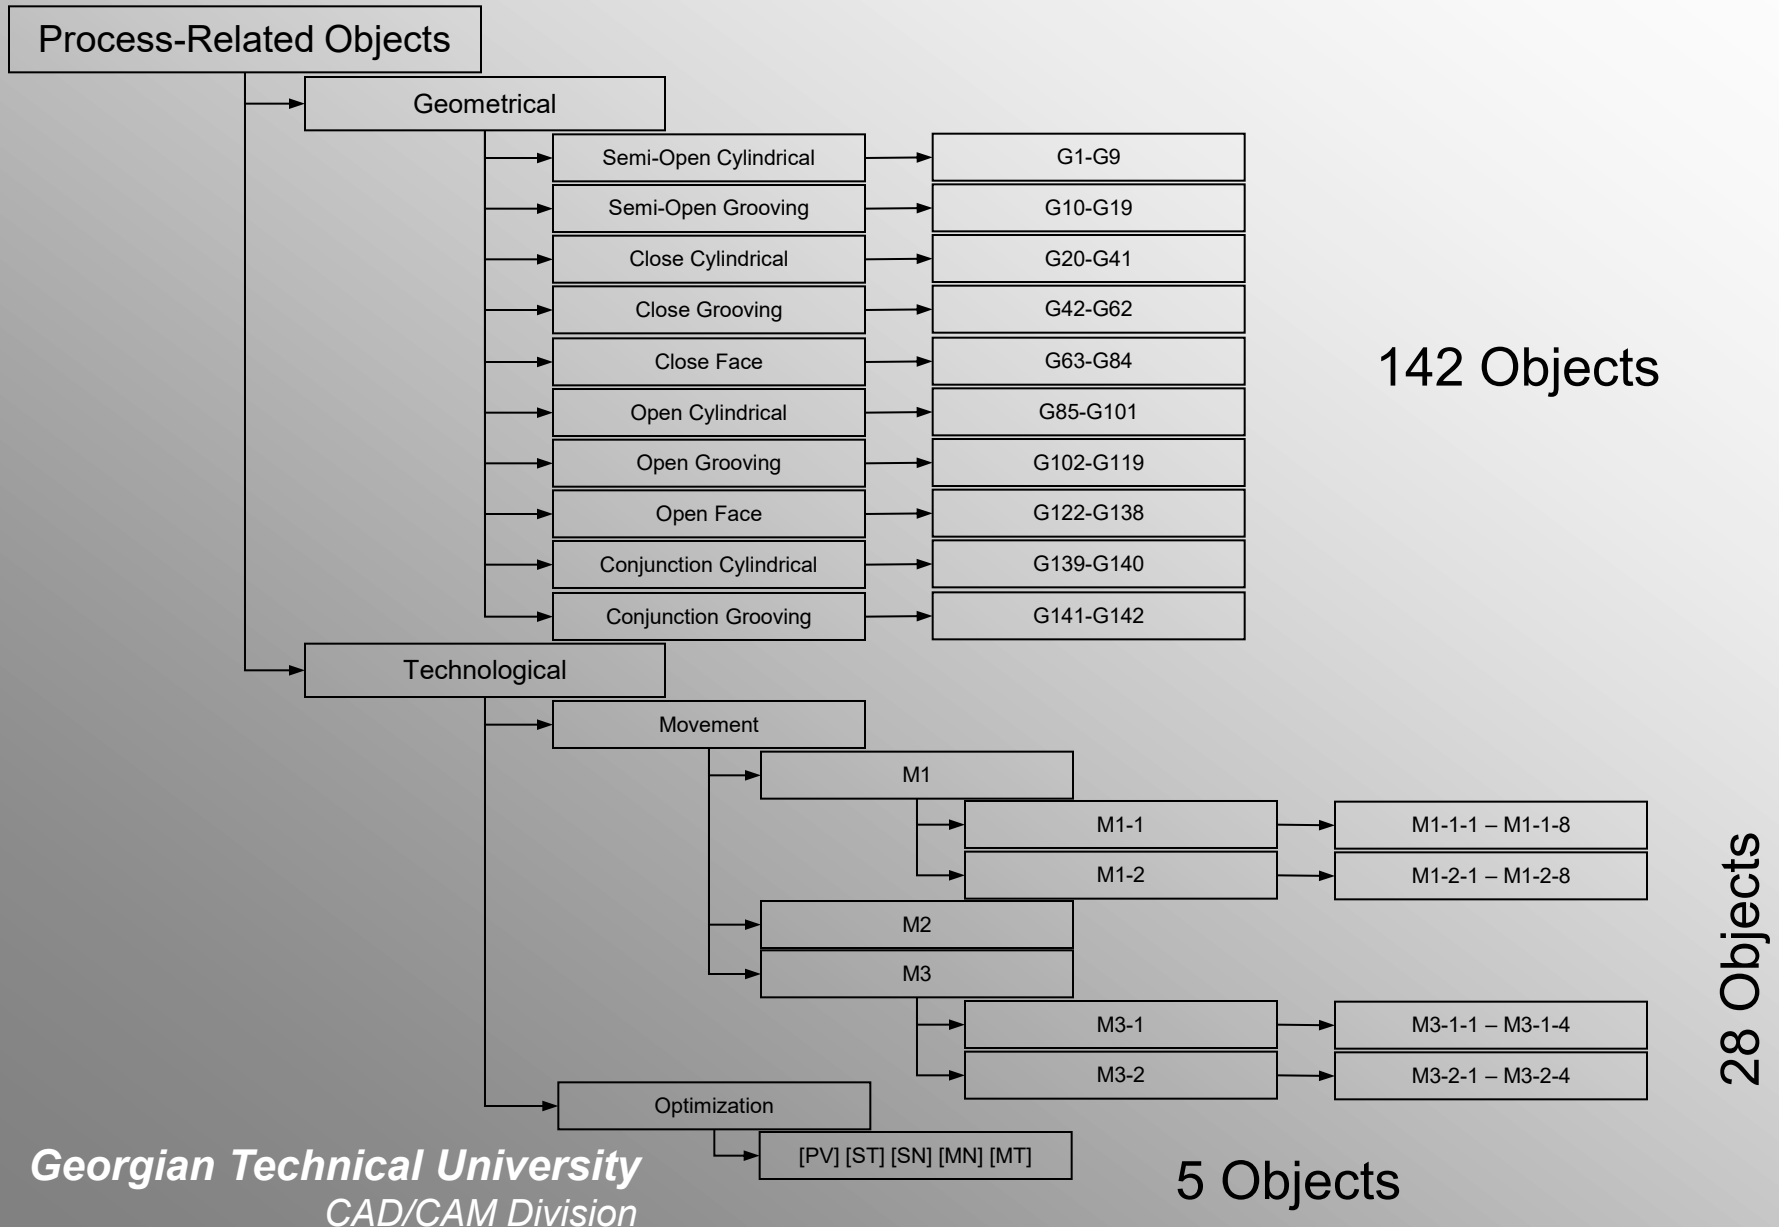 Process-Related Objects
Geometrical
Semi-Open Cylindrical
G1-G9
Semi-Open Grooving
G10-G19
Close Cylindrical
G20-G41
Close Grooving
G42-G62
Close Face
G63-G84
Open Cylindrical
G85-G101
Open Grooving
G102-G119
Open Face
G122-G138
Conjunction Cylindrical
G139-G140
Conjunction Grooving
G141-G142
142 Objects
Technological
Movement
M1
M1-1
M1-1-1 – M1-1-8
M1-2
M1-2-1 – M1-2-8
M2
M3
M3-1
M3-1-1 – M3-1-4
M3-2
M3-2-1 – M3-2-4
28 Objects
Optimization
[PV] [ST] [SN] [MN] [MT]
5 Objects
Georgian Technical University
CAD/CAM Division